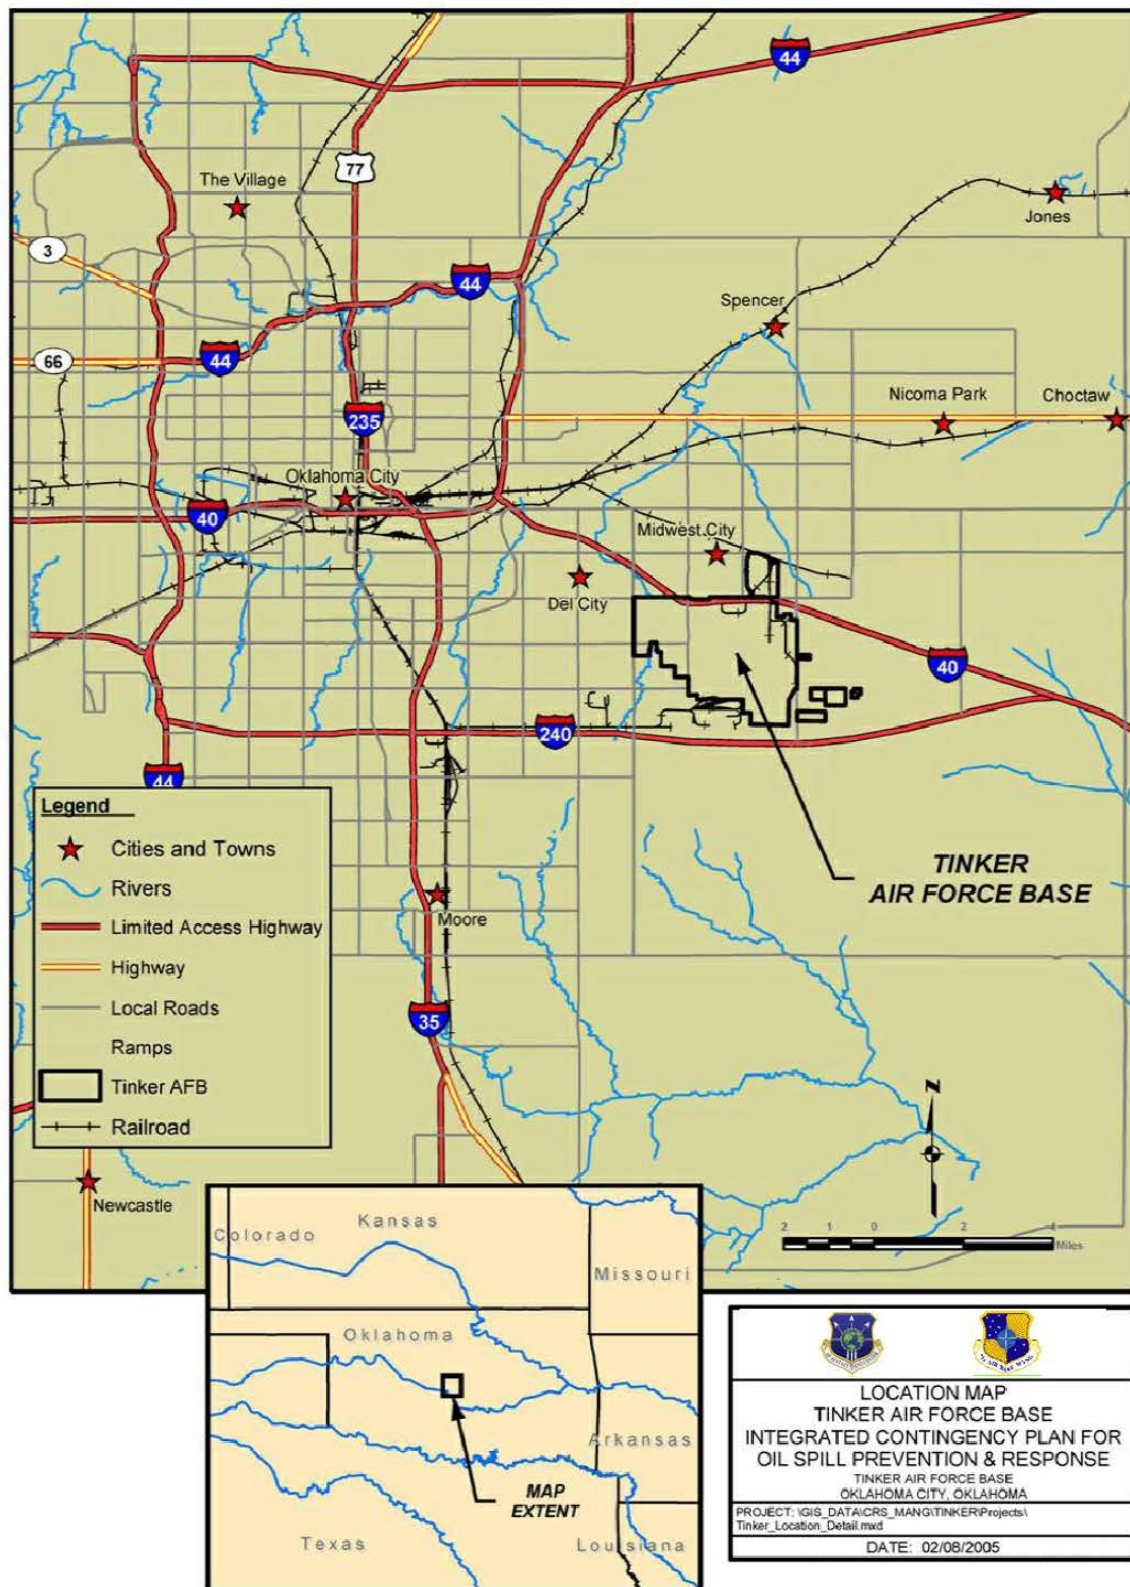 44
77
The Village
Jones
3
44
Spencer
44
66
Nicoma Park
Choctaw
235
Oklahoma City
40
Midwest City
Del City
40
240
44
Legend
Cities and Towns
Rivers
Limited Access Highway
Highway
Local Roads
Ramps
Tinker AFB
Railroad
TINKER
AIR FORCE BASE
Moore
35
N
Newcastle
2 1 0 2 4
Miles
Kansas
Colorado
Missouri
Oklahoma
Arkansas
MAP
EXTENT
Texas
Louisiana
LOCATION MAP
TINKER AIR FORCE BASE
INTEGRATED CONTINGENCY PLAN FOR
OIL SPILL PREVENTION & RESPONSE
TINKER AIR FORCE BASE
OKLAHOMA CITY, OKLAHOMA
PROJECT: \GIS_DATA\CRS_MANG\TINKER\Projects\
Tinker_Location_Detail.mxd
DATE: 02/08/2005